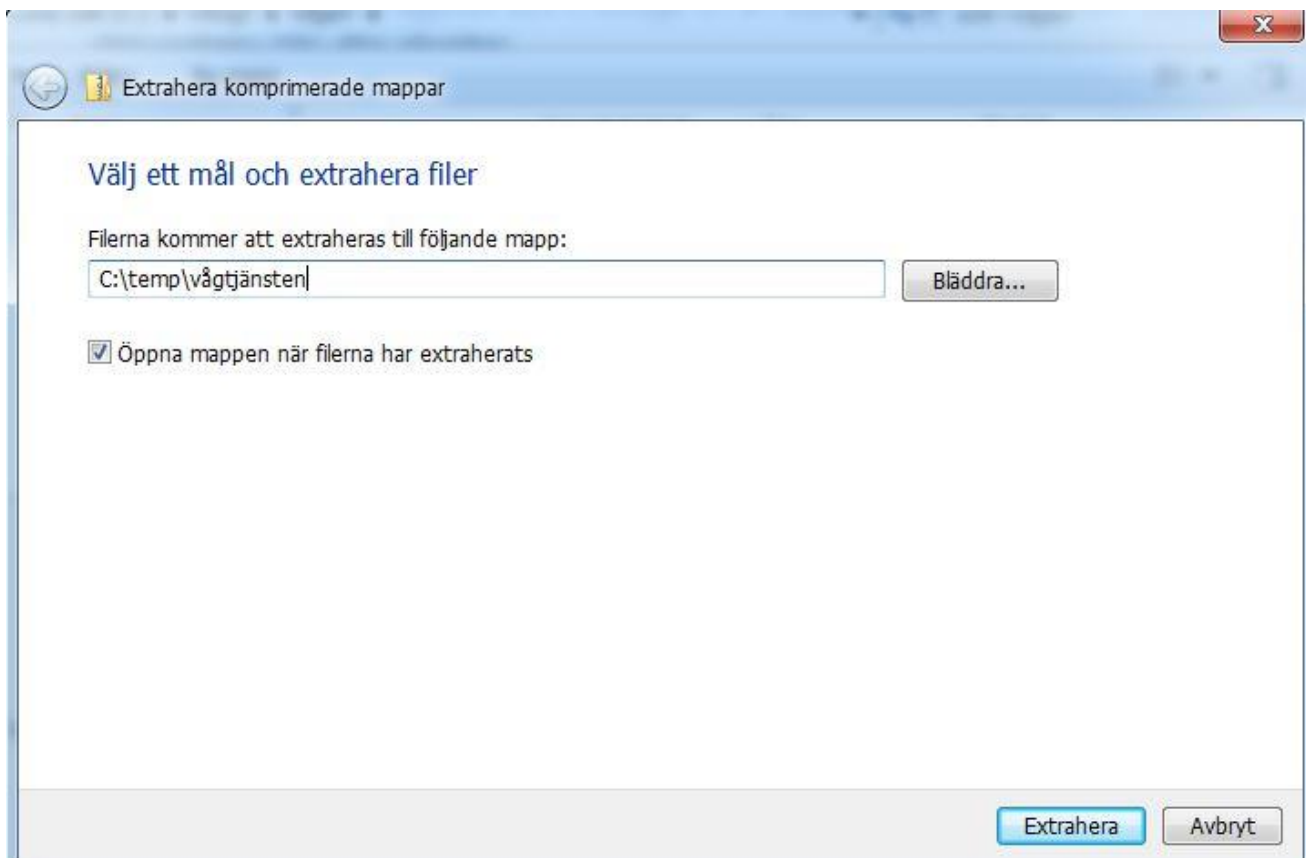 Extrahera komprimerade mappar
Välj ett mål och extrahera filer
Filerna kommer att extraheras till följande mapp:
C:\temp\vågtjänsten
Bläddra...
Öppna mappen när filerna har extraherats
Extrahera
Avbryt